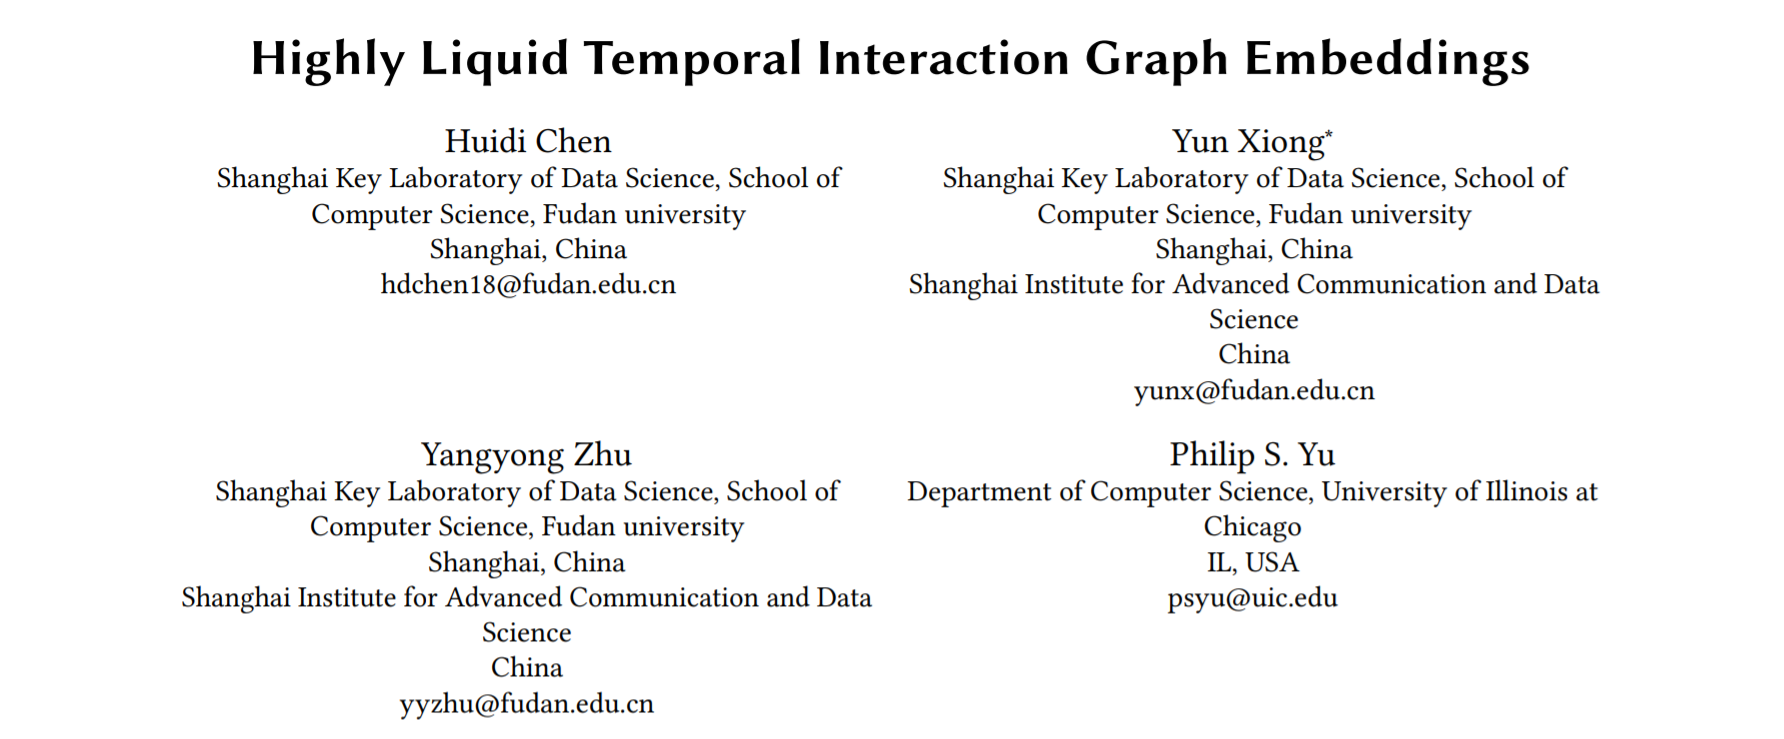 Highly Liquid Temporal Interaction Graph Embeddings
Huidi Chen
Shanghai Key Laboratory of Data Science, School of
Computer Science, Fudan university
Shanghai, China
hdchen18@fudan.edu.cn
Yun Xiong*
Shanghai Key Laboratory of Data Science, School of
Computer Science, Fudan university
Shanghai, China
Shanghai Institute for Advanced Communication and Data
Science
China
yunx@fudan.edu.cn
Yangyong Zhu
Shanghai Key Laboratory of Data Science, School of
Computer Science, Fudan university
Shanghai, China
Shanghai Institute for Advanced Communication and Data
Science
China
yyzhu@fudan.edu.cn
Philip S. Yu
Department of Computer Science, University of Illinois at
Chicago
IL, USA
psyu@uic.edu